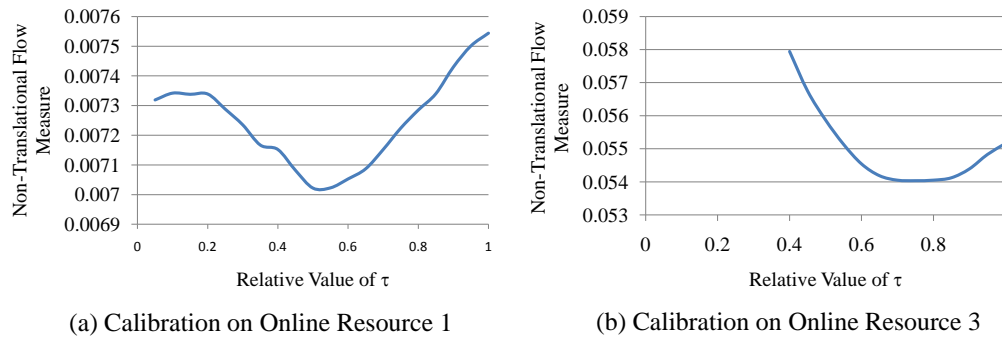 Non-Translational Flow
Measure
0.0076
0.0075
0.0074
0.0073
0.0072
0.0071
0.007
0.0069
0 0.2 0.4 0.6 0.8 1
Relative Value of τ
(a) Calibration on Online Resource 1
Non-Translational Flow
Measure
0.059
0.058
0.057
0.056
0.055
0.054
0.053
0 0.2 0.4 0.6 0.8
Relative Value of τ
(b) Calibration on Online Resource 3